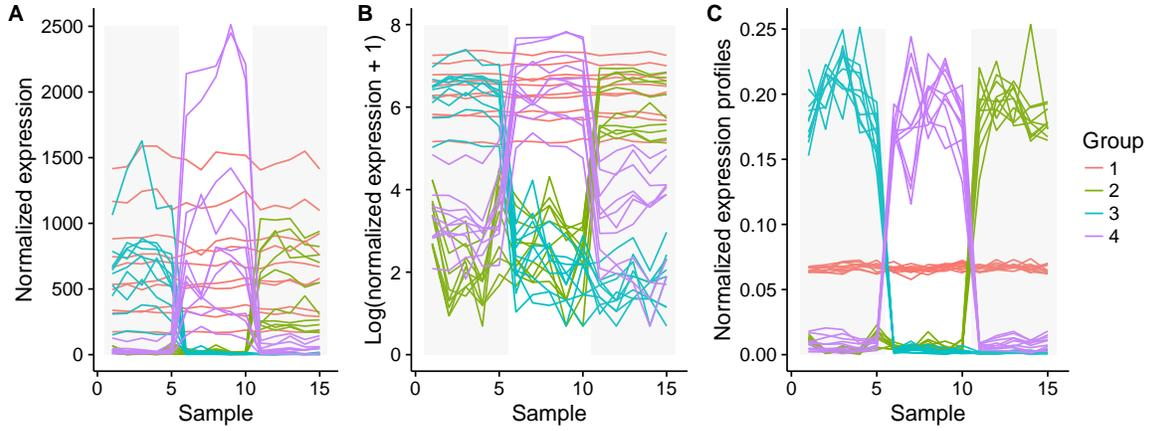 A
Normalized expression
2500
2000
1500
1000
500
0
0 5 10 15
Sample
B
Log(normalized expression + 1)
8
6
4
2
0
0 5 10 15
Sample
C
Normalized expression profiles
0.25
0.20
0.15
0.10
0.05
0.00
0 5 10 15
Sample
Group
1
2
3
4